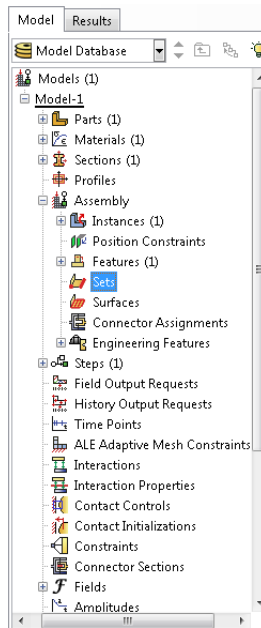 Model Results
Model Database
Models (1)
Model-1
Parts (1)
Materials (1)
Sections (1)
Profiles
Assembly
Instances (1)
Position Constraints
Features (1)
Sets
Surfaces
Connector Assignments
Engineering Features
Steps (1)
Field Output Requests
History Output Requests
Time Points
ALE Adaptive Mesh Constraints
Interactions
Interaction Properties
Contact Controls
Contact Initializations
Constraints
Connector Sections
Fields
Amplitudes